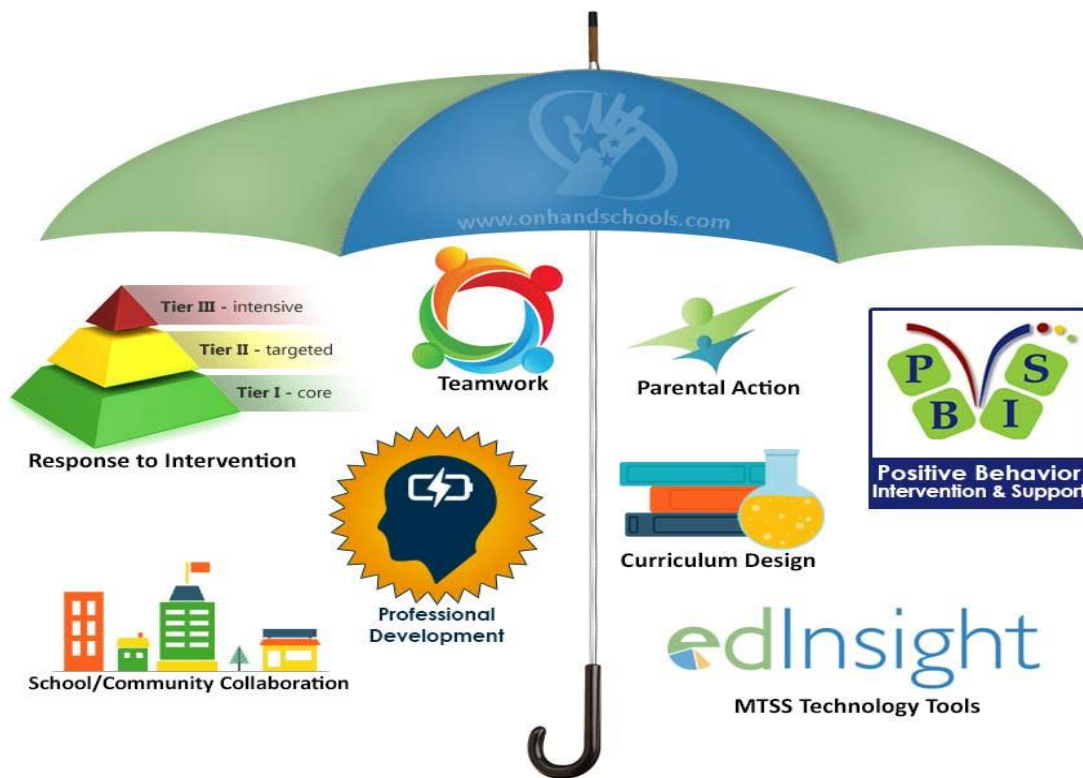 www.onhandschools.com
Tier III - intensive
Tier II - targeted
Tier I - core
Response to Intervention
Teamwork
Parental Action
P S
B I
Positive Behavior
Intervention & Support
Professional
Development
Curriculum Design
School/Community Collaboration
edInsight
MTSS Technology Tools